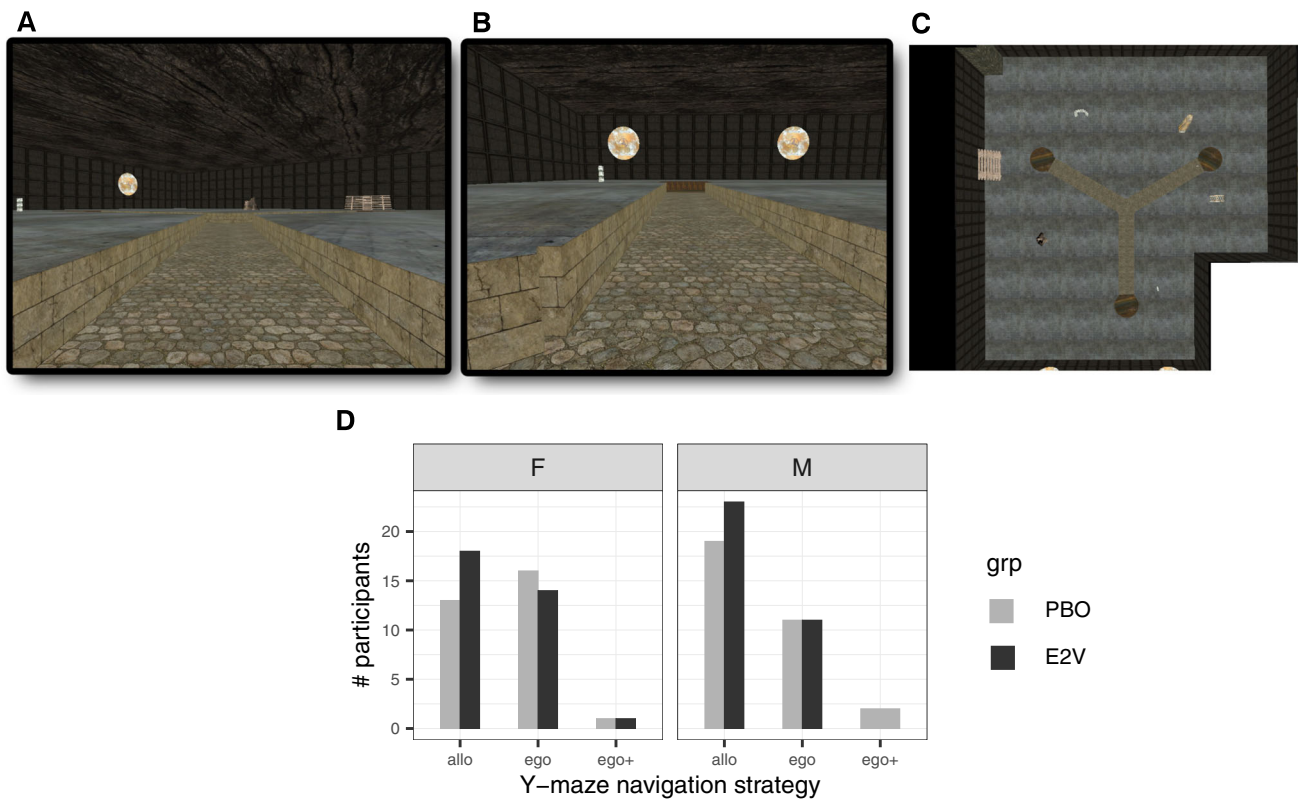 A
B
C
D
F
M
# participants
20
15
10
5
0
allo
ego
ego+
allo
ego
ego+
Y−maze navigation strategy
grp
PBO
E2V